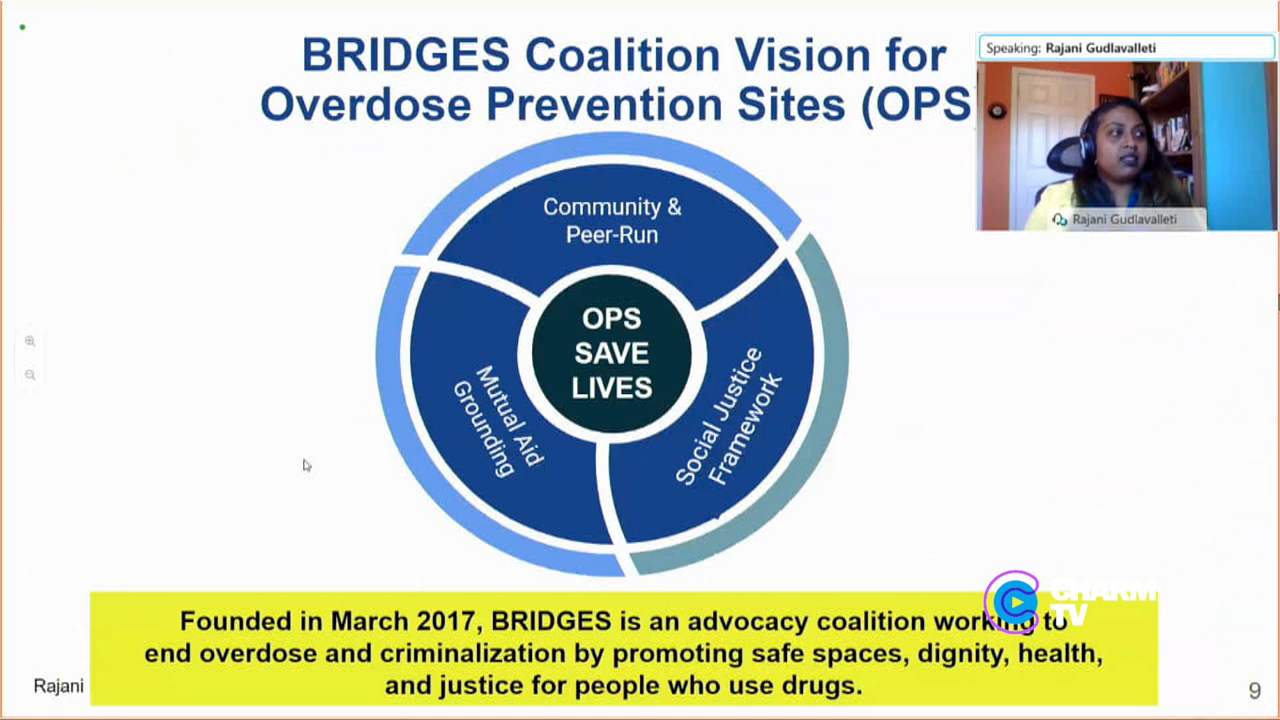 BRIDGES Coalition Vision for
Overdose Prevention Sites (OPS
Speaking: Rajani Gudlavalleti
Rajani Gudlavalleti
Community &
Peer-Run
OPS
SAVE
LIVES
Mutual Aid
Grounding
Social Justice
Framework
CHARM
TV
Founded in March 2017, BRIDGES is an advocacy coalition working to
end overdose and criminalization by promoting safe spaces, dignity, health,
and justice for people who use drugs.
Rajani
9